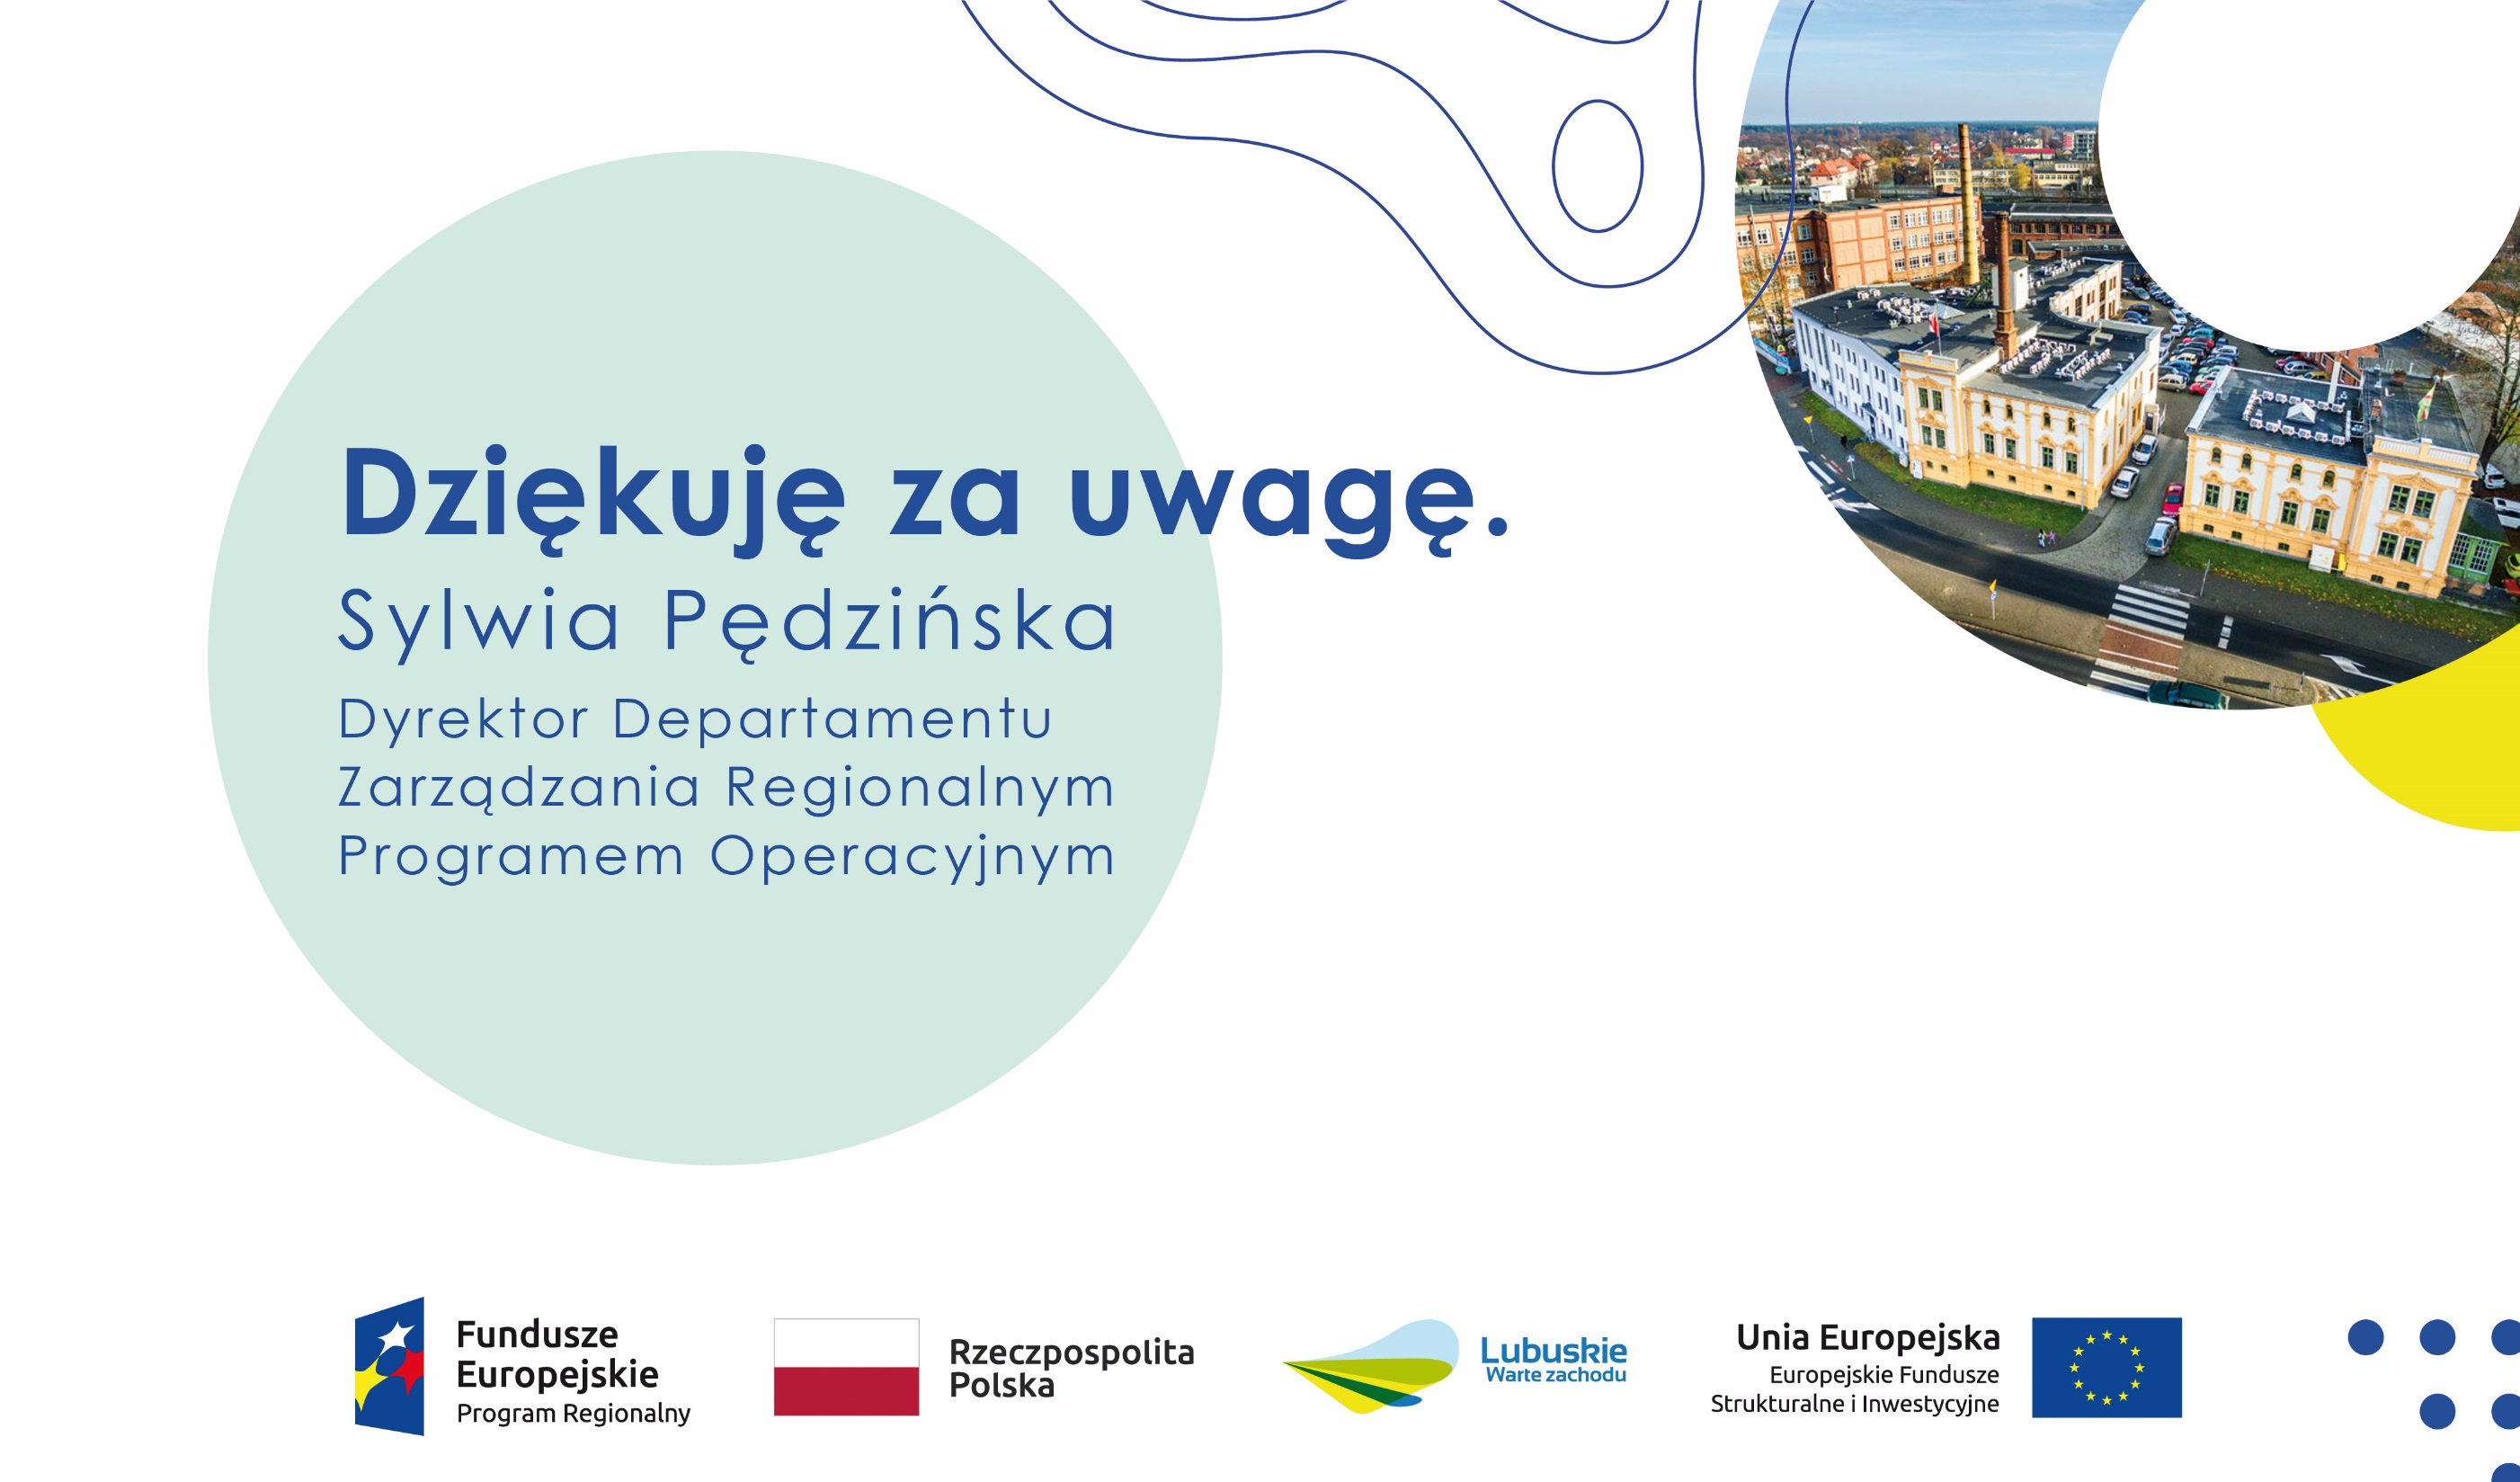 Dziękuję za uwagę.
Sylwia Pędzińska
Dyrektor Departamentu
Zarządzania Regionalnym
Programem Operacyjnym
Fundusze
Europejskie
Program Regionalny
Rzeczpospolita
Polska
Lubuskie
Warte zachodu
Unia Europejska
Europejskie Fundusze
Strukturalne i Inwestycyjne